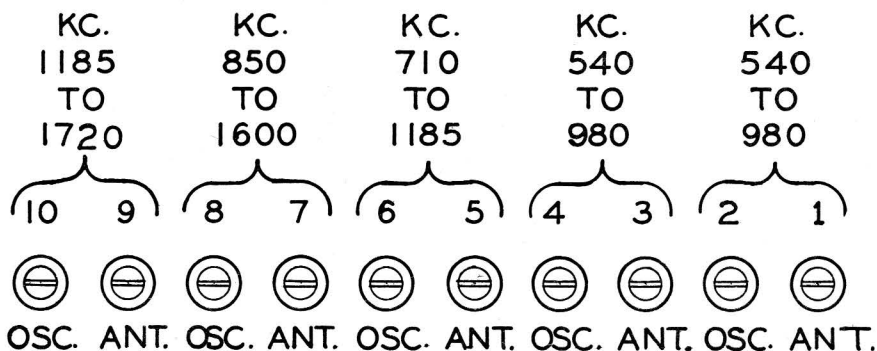 KC. KC. KC. KC. KC.
1185 850 710 540 540
TO TO TO TO TO
1720 1600 1185 980 980
10 9 8 7 6 5 4 3 2 1
OSC. ANT. OSC. ANT. OSC. ANT. OSC. ANT. OSC. ANT.